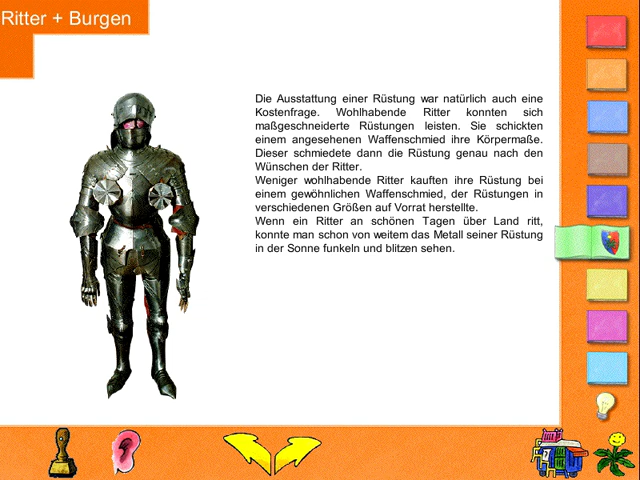 Ritter + Burgen
Die Ausstattung einer Rüstung war natürlich auch eine
Kostenfrage. Wohlhabende Ritter konnten sich
maßgeschneiderte Rüstungen leisten. Sie schickten
einem angesehenen Waffenschmied ihre Körpermaße.
Dieser schmiedete dann die Rüstung genau nach den
Wünschen der Ritter.
Weniger wohlhabende Ritter kauften ihre Rüstung bei
einem gewöhnlichen Waffenschmied, der Rüstungen in
verschiedenen Größen auf Vorrat herstellte.
Wenn ein Ritter an schönen Tagen über Land ritt,
konnte man schon von weitem das Metall seiner Rüstung
in der Sonne funkeln und blitzen sehen.